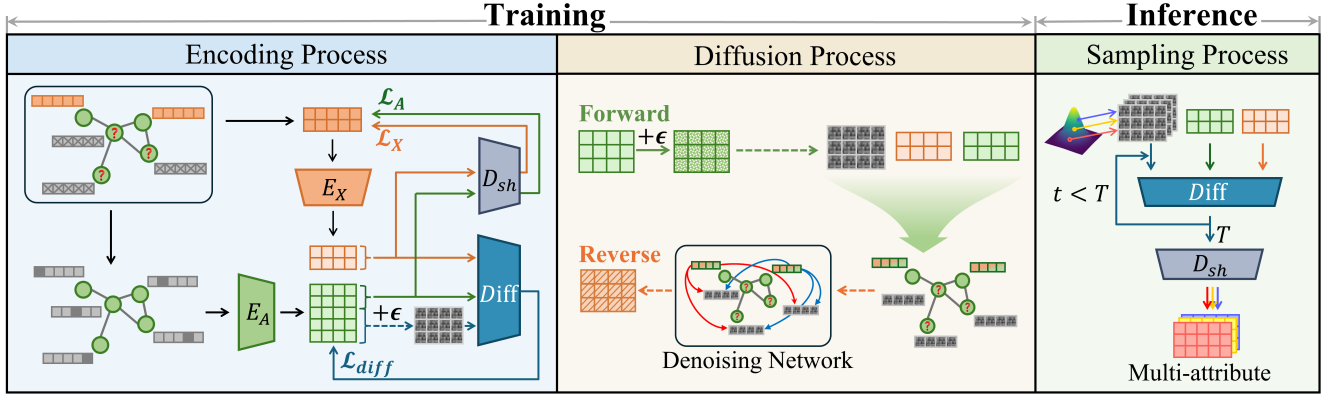 Training
Inference
Encoding Process
Diffusion Process
Sampling Process
?
?
?
𝓛_A
𝓛_X
D_sh
E_X
E_A
+ϵ
Diff
𝓛_diff
Forward
+ϵ
Reverse
?
?
?
Denoising Network
?
?
?
t < T
Diff
T
D_sh
Multi-attribute